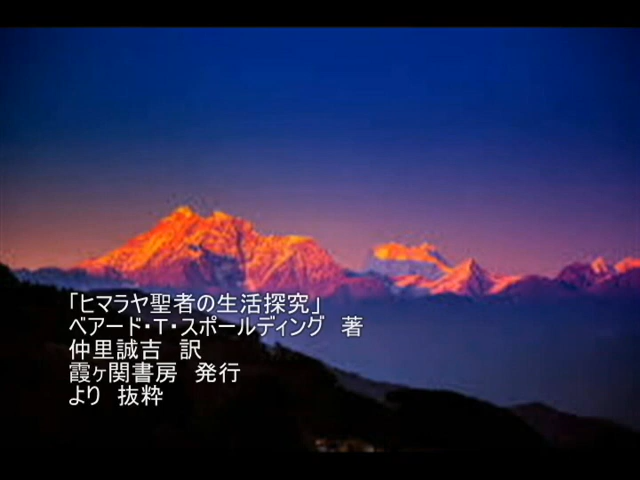 「ヒマラヤ聖者の生活探究」
ベアード・T・スポールディング　著
仲里誠吉　訳
霞ヶ関書房　発行
より　抜粋